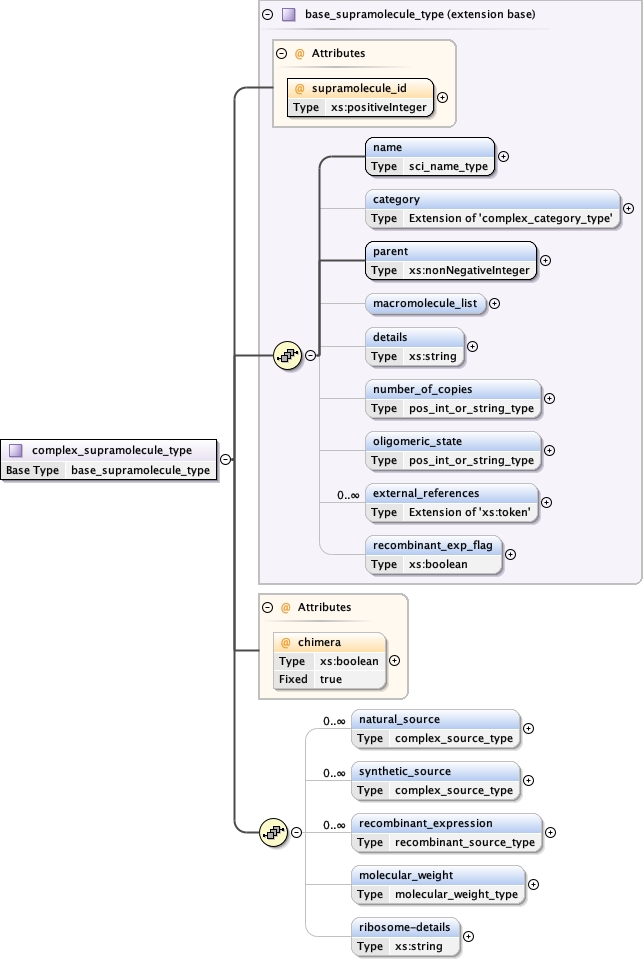 base_supramolecule_type (extension base)
@ Attributes
@ supramolecule_id
Type xs:positiveInteger
name
Type sci_name_type
category
Type Extension of 'complex_category_type'
parent
Type xs:nonNegativeInteger
macromolecule_list
details
Type xs:string
number_of_copies
Type pos_int_or_string_type
oligomeric_state
Type pos_int_or_string_type
0..∞ external_references
Type Extension of 'xs:token'
recombinant_exp_flag
Type xs:boolean
complex_supramolecule_type
Base Type base_supramolecule_type
@ Attributes
@ chimera
Type xs:boolean
Fixed true
0..∞ natural_source
Type complex_source_type
0..∞ synthetic_source
Type complex_source_type
0..∞ recombinant_expression
Type recombinant_source_type
molecular_weight
Type molecular_weight_type
ribosome-details
Type xs:string